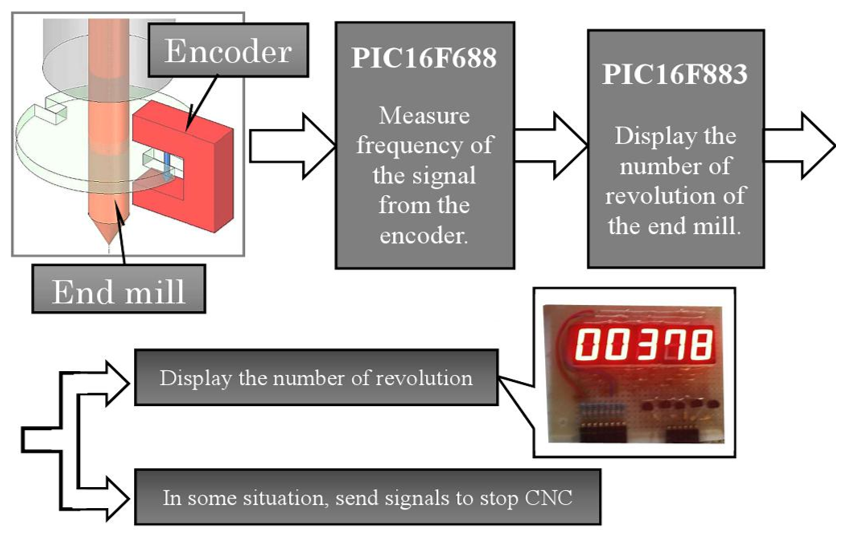 Encoder
End mill
PIC16F688
Measure
frequency of
the signal
from the
encoder.
PIC16F883
Display the
number of
revolution of
the end mill.
Display the number of revolution
00378
In some situation, send signals to stop CNC